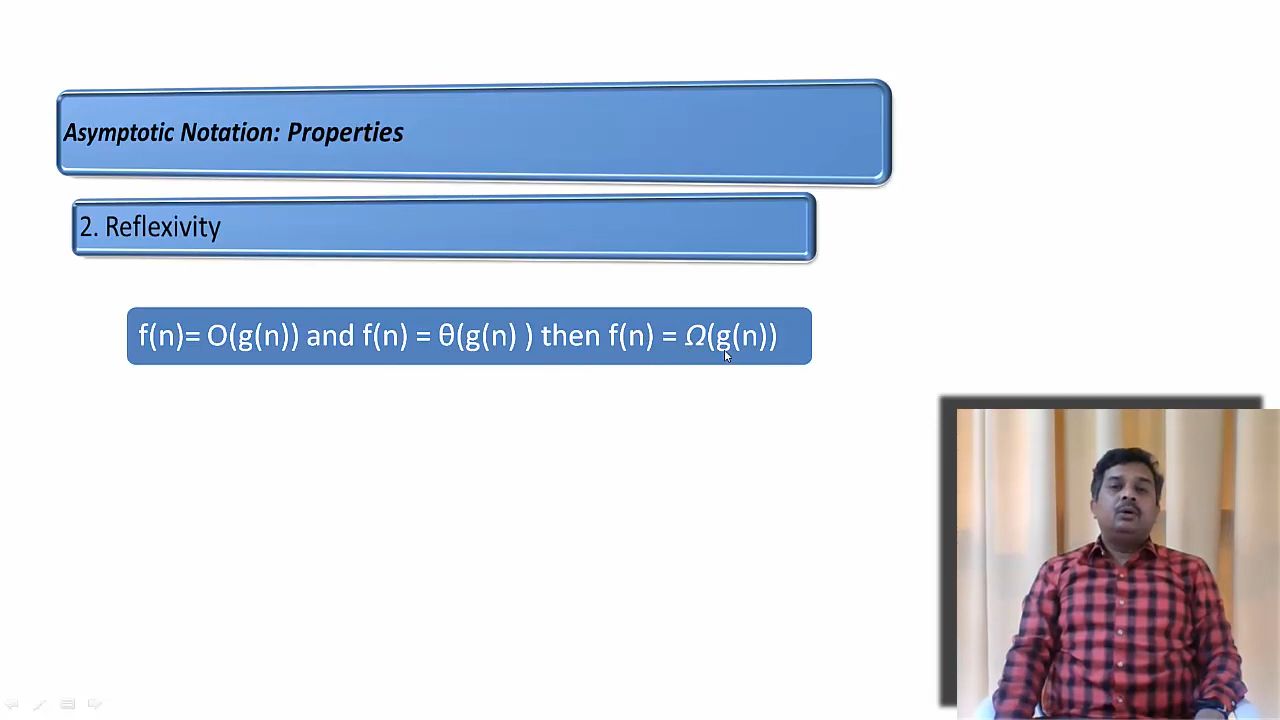 Asymptotic Notation: Properties
2. Reflexivity
f(n)= O(g(n)) and f(n) = θ(g(n) ) then f(n) = Ω(g(n))